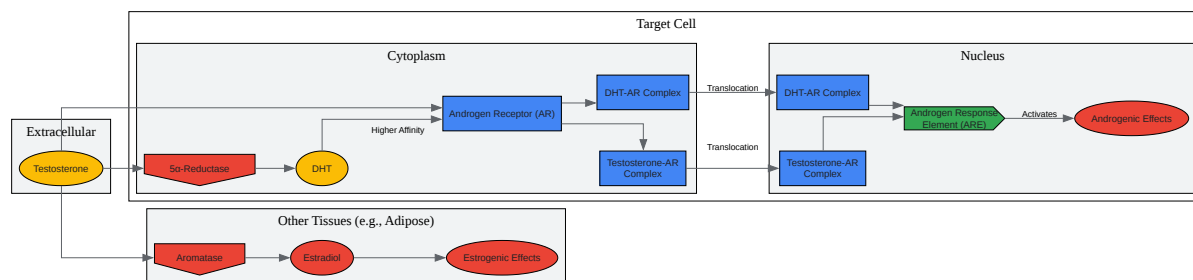 Target Cell
Cytoplasm
Nucleus
DHT-AR Complex
Translocation
DHT-AR Complex
Androgen Receptor (AR)
Androgen Response
Element (ARE)
Activates
Androgenic Effects
Extracellular
Higher Affinity
Testosterone
5α-Reductase
DHT
Testosterone-AR
Complex
Translocation
Testosterone-AR
Complex
Other Tissues (e.g., Adipose)
Aromatase
Estradiol
Estrogenic Effects